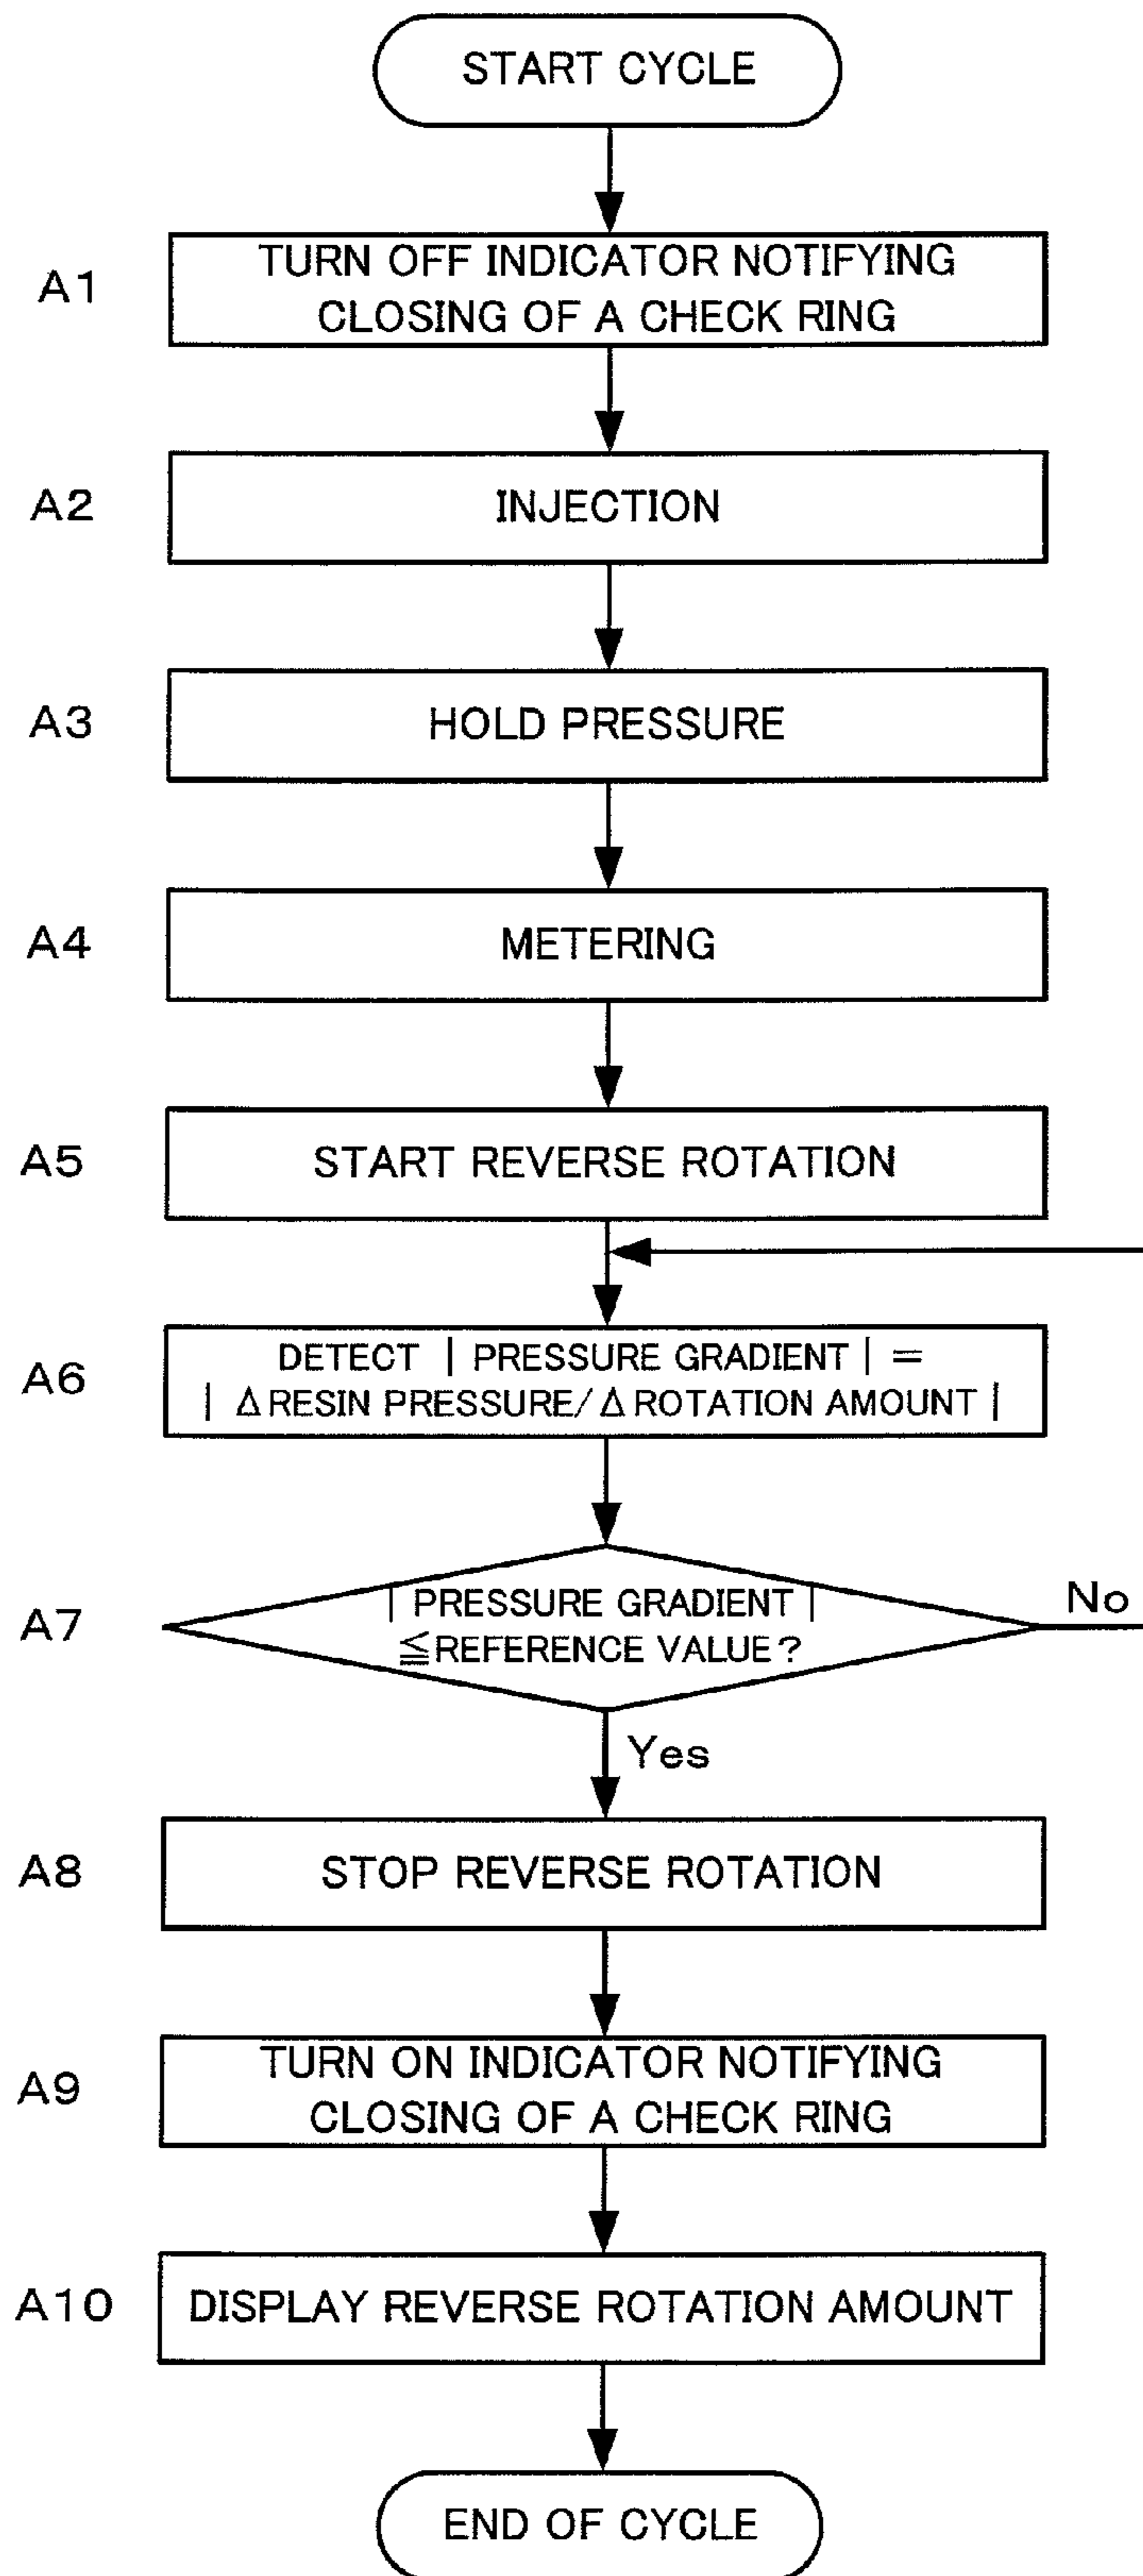 START CYCLE
A1
TURN OFF INDICATOR NOTIFYING
CLOSING OF A CHECK RING
A2
INJECTION
A3
HOLD PRESSURE
A4
METERING
A5
START REVERSE ROTATION
A6
DETECT | PRESSURE GRADIENT | =
| ΔRESIN PRESSURE/ΔROTATION AMOUNT |
A7
| PRESSURE GRADIENT |
≦REFERENCE VALUE?
No
Yes
A8
STOP REVERSE ROTATION
A9
TURN ON INDICATOR NOTIFYING
CLOSING OF A CHECK RING
A10
DISPLAY REVERSE ROTATION AMOUNT
END OF CYCLE